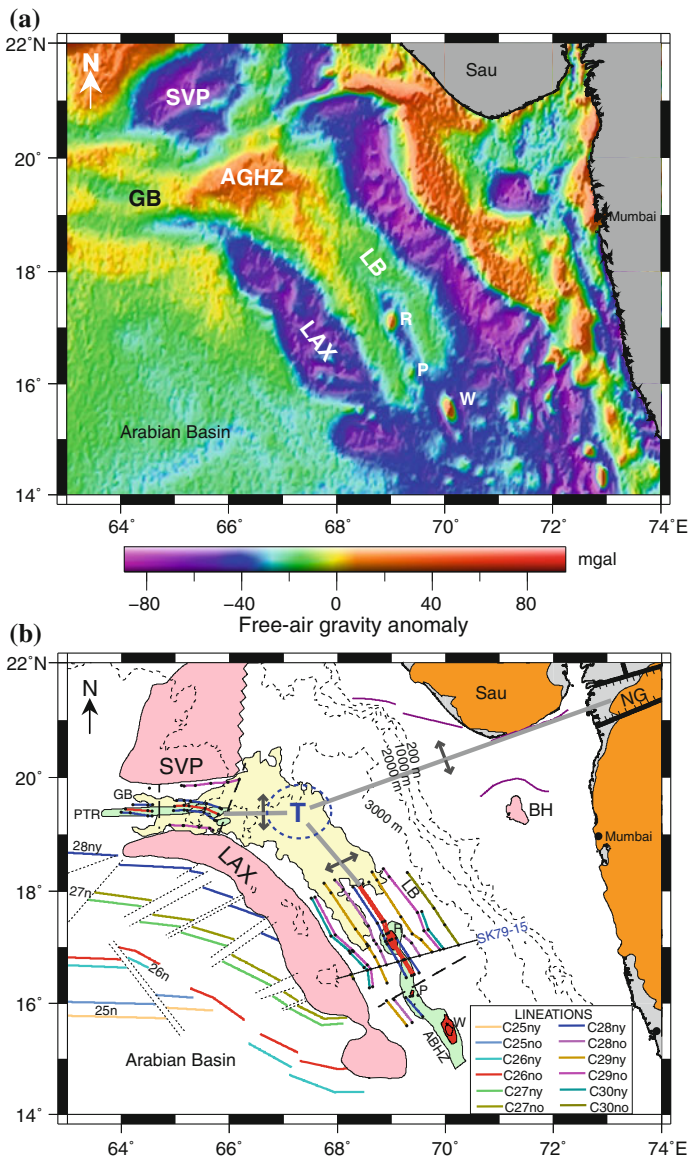 (a)
22°N
20°
18°
16°
14°
N
SVP
Sau
AGHZ
GB
Mumbai
LB
R
LAX
P
W
Arabian Basin
64°
66°
68°
70°
72°
74°E
mgal
−80
−40
0
40
80
Free-air gravity anomaly
(b)
22°N
20°
18°
16°
14°
N
Sau
NG
200 m
1000 m
2000 m
3000 m
SVP
GB
PTR
T
BH
Mumbai
28ny
LAX
LB
27n
R
SK79-15
26n
P
25n
W
ABHZ
Arabian Basin
LINEATIONS
C25ny C28ny
C25no C28no
C26ny C29ny
C26no C29no
C27ny C30ny
C27no C30no
64°
66°
68°
70°
72°
74°E